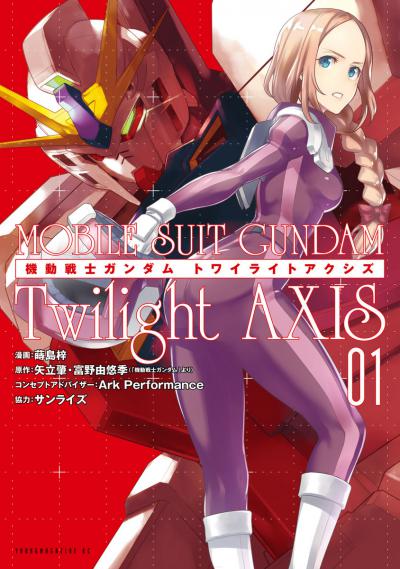 MOBILE SUIT GUNDAM
機動戦士ガンダム トワイライトアクシズ
Twilight AXIS
01
漫画:蒔島梓
原作:矢立肇・富野由悠季(『機動戦士ガンダム』より)
コンセプトアドバイザー:Ark Performance
協力:サンライズ